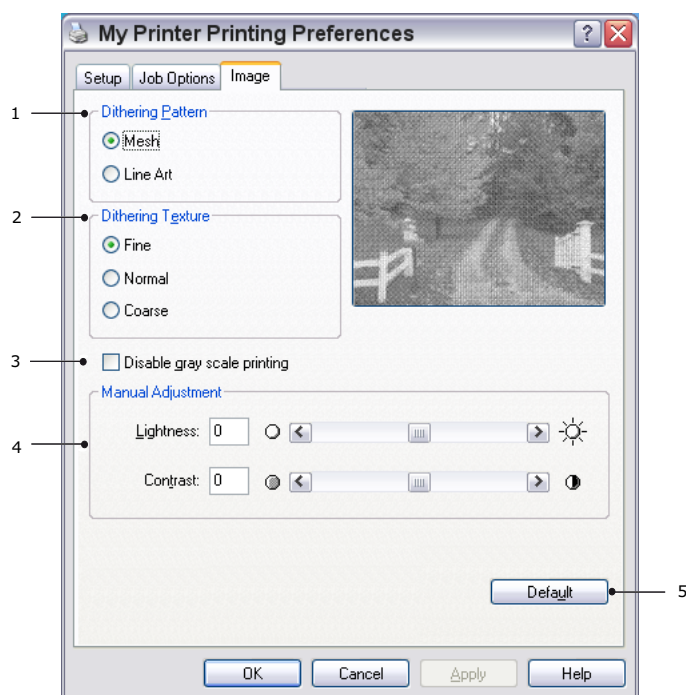 My Printer Printing Preferences
?
Setup Job Options Image
1
Dithering Pattern
Mesh
Line Art
2
Dithering Texture
Fine
Normal
Coarse
3
Disable gray scale printing
4
Manual Adjustment
Lightness: 0
Contrast: 0
Default
5
OK Cancel Apply Help